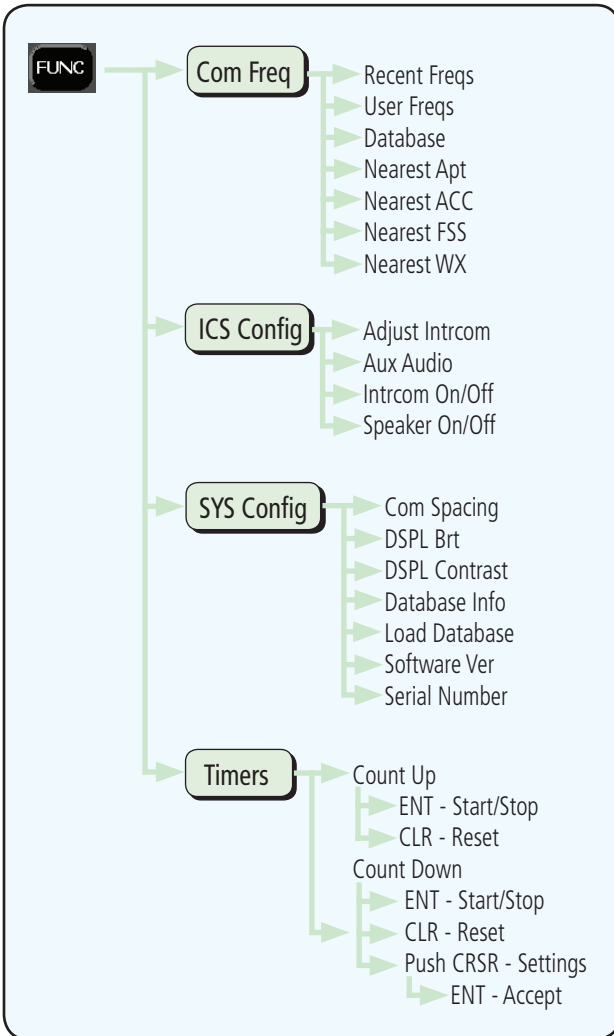 FUNC
Com Freq
Recent Freqs
User Freqs
Database
Nearest Apt
Nearest ACC
Nearest FSS
Nearest WX
ICS Config
Adjust Intrcom
Aux Audio
Intrcom On/Off
Speaker On/Off
SYS Config
Com Spacing
DSPL Brt
DSPL Contrast
Database Info
Load Database
Software Ver
Serial Number
Timers
Count Up
ENT - Start/Stop
CLR - Reset
Count Down
ENT - Start/Stop
CLR - Reset
Push CRSR - Settings
ENT - Accept